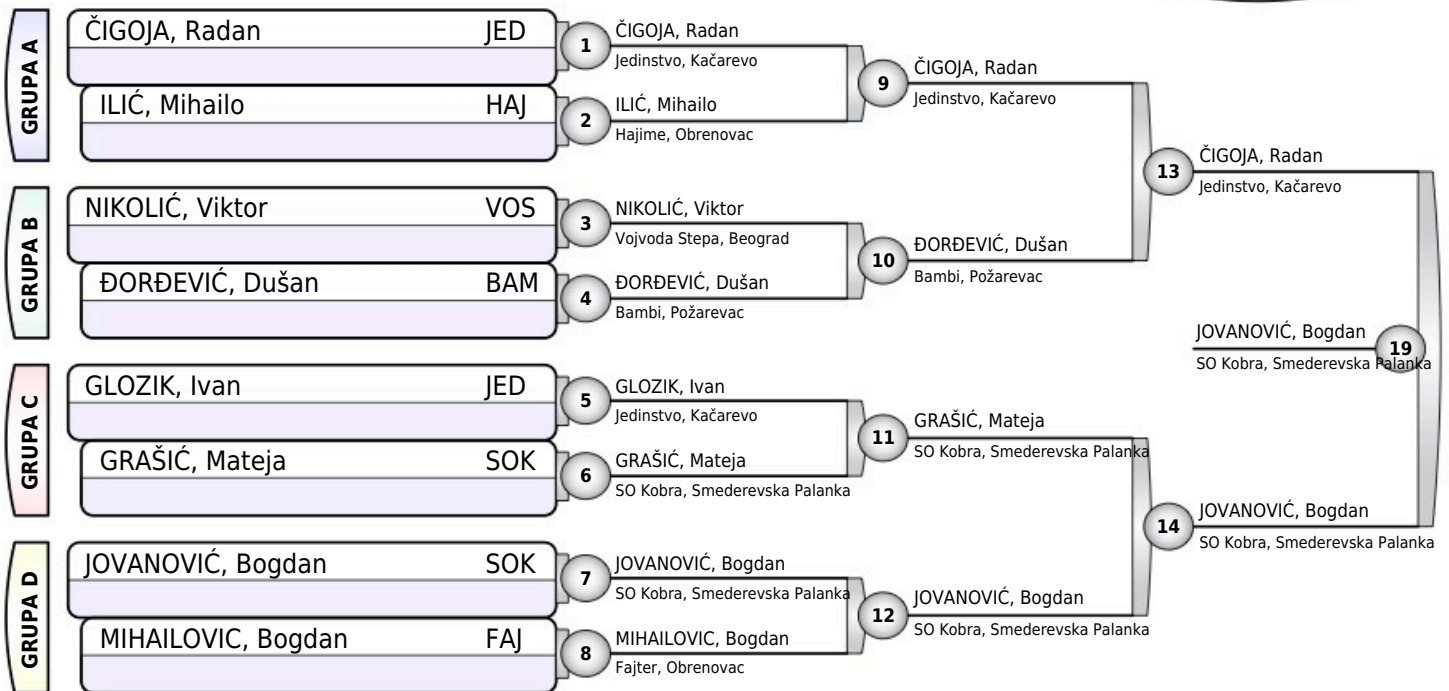 GRUPA A
ČIGOJA, Radan JED
ILIĆ, Mihailo HAJ
GRUPA B
NIKOLIĆ, Viktor VOS
ĐORĐEVIĆ, Dušan BAM
GRUPA C
GLOZIK, Ivan JED
GRAŠIĆ, Mateja SOK
GRUPA D
JOVANOVIĆ, Bogdan SOK
MIHAILOVIC, Bogdan FAJ
1
ČIGOJA, Radan
Jedinstvo, Kačarevo
2
ILIĆ, Mihailo
Hajime, Obrenovac
3
NIKOLIĆ, Viktor
Vojvoda Stepa, Beograd
4
ĐORĐEVIĆ, Dušan
Bambi, Požarevac
5
GLOZIK, Ivan
Jedinstvo, Kačarevo
6
GRAŠIĆ, Mateja
SO Kobra, Smederevska Palanka
7
JOVANOVIĆ, Bogdan
SO Kobra, Smederevska Palanka
8
MIHAILOVIC, Bogdan
Fajter, Obrenovac
9
ČIGOJA, Radan
Jedinstvo, Kačarevo
10
ĐORĐEVIĆ, Dušan
Bambi, Požarevac
11
GRAŠIĆ, Mateja
SO Kobra, Smederevska Palanka
12
JOVANOVIĆ, Bogdan
SO Kobra, Smederevska Palanka
13
ČIGOJA, Radan
Jedinstvo, Kačarevo
14
JOVANOVIĆ, Bogdan
SO Kobra, Smederevska Palanka
19
JOVANOVIĆ, Bogdan
SO Kobra, Smederevska Palanka